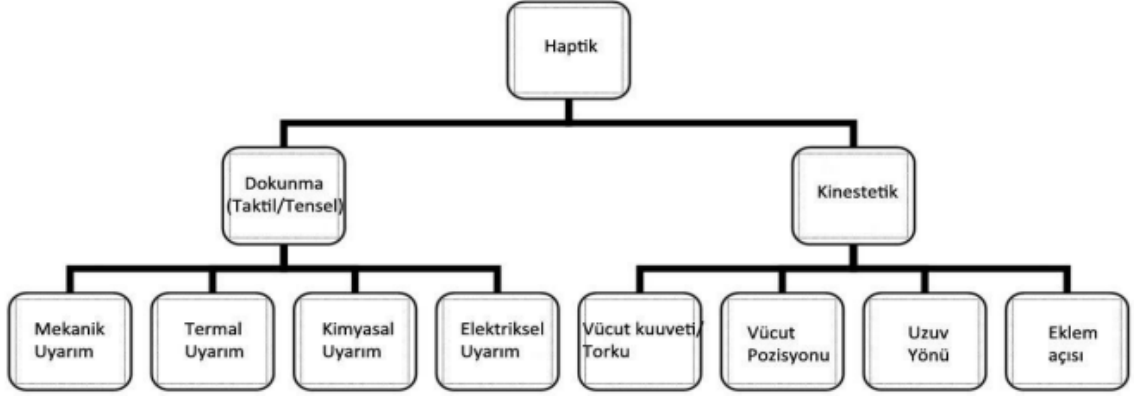 Haptik
Dokunma
(Taktil/Tensel)
Kinestetik
Mekanik
Uyarım
Termal
Uyarım
Kimyasal
Uyarım
Elektriksel
Uyarım
Vücut kuuveti/
Torku
Vücut
Pozisyonu
Uzuv
Yönü
Eklem
açısı